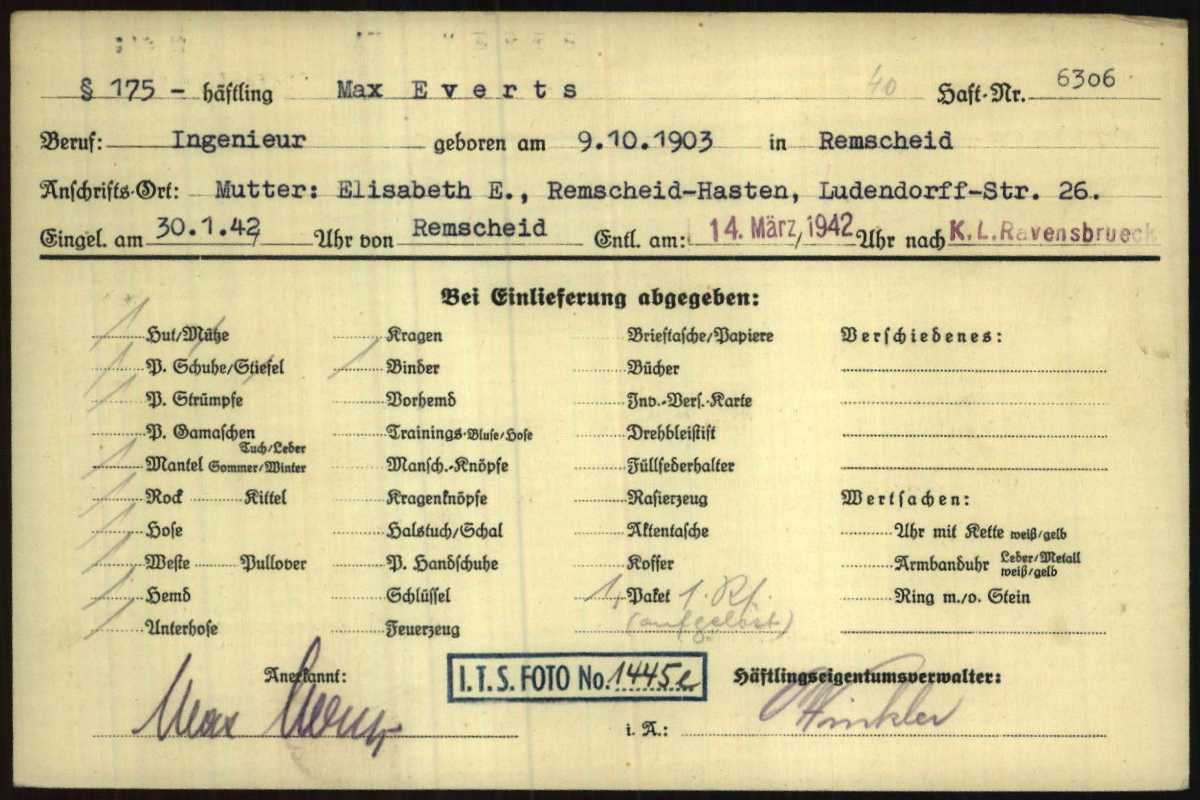 § 175 - häftling Max Everts 40 Haft-Nr. 6306
Beruf: Ingenieur geboren am 9.10.1903 in Remscheid
Anschrifts-Ort: Mutter: Elisabeth E., Remscheid-Hasten, Ludendorff-Str. 26.
Eingel. am 30.1.42 Uhr von Remscheid Entl. am: 14. März 1942 Uhr nach K.L.Ravensbrueck
Bei Einlieferung abgegeben:
Hut/Mütze Kragen Brieftasche/Papiere Verschiedenes:
P. Schuhe/Stiefel Binder Bücher
P. Strümpfe Vorhemd Inv.-Vers.-Karte
P. Gamaschen Trainings-Bluse/Hose Drehbleistift
Mantel Tuch/Leder Sommer/Winter Mansch.-Knöpfe Füllfederhalter
Rock Kittel Kragenknöpfe Rasierzeug Wertsachen:
Hose Halstuch/Schal Aktentasche Uhr mit Kette weiß/gelb
Weste Pullover P. Handschuhe Koffer Armbanduhr Leder/Metall weiß/gelb
Hemd Schlüssel 1 Paket Ring m./o. Stein
Unterhose Feuerzeug (aufgelöst)
Anerkannt: I.T.S. FOTO No. 1445e Häftlingseigentumsverwalter:
Max Everts i. A.: Winkler